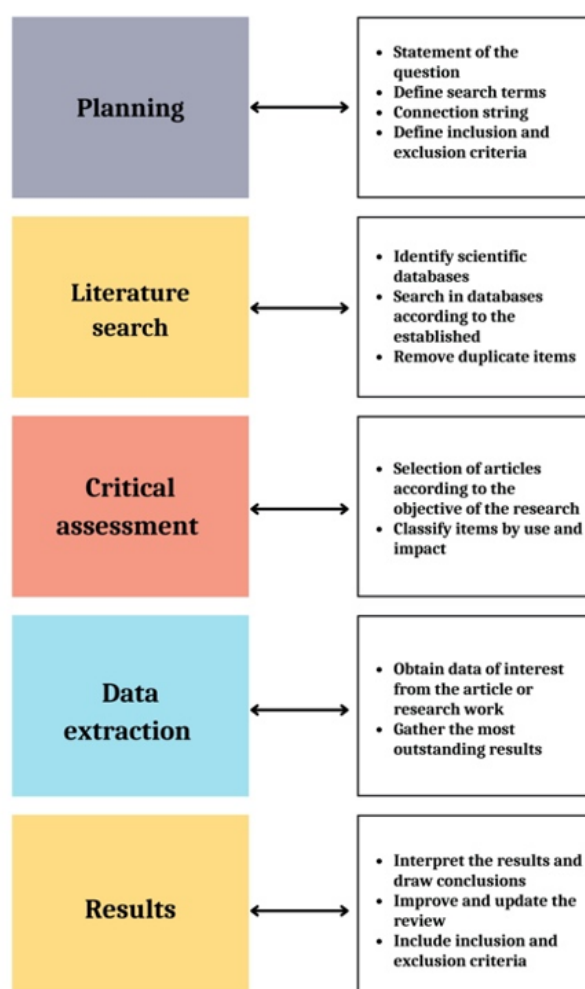 Planning
• Statement of the
question
• Define search terms
• Connection string
• Define inclusion and
exclusion criteria
Literature
search
• Identify scientific
databases
• Search in databases
according to the
established
• Remove duplicate items
Critical
assessment
• Selection of articles
according to the
objective of the research
• Classify items by use and
impact
Data
extraction
• Obtain data of interest
from the article or
research work
• Gather the most
outstanding results
Results
• Interpret the results and
draw conclusions
• Improve and update the
review
• Include inclusion and
exclusion criteria